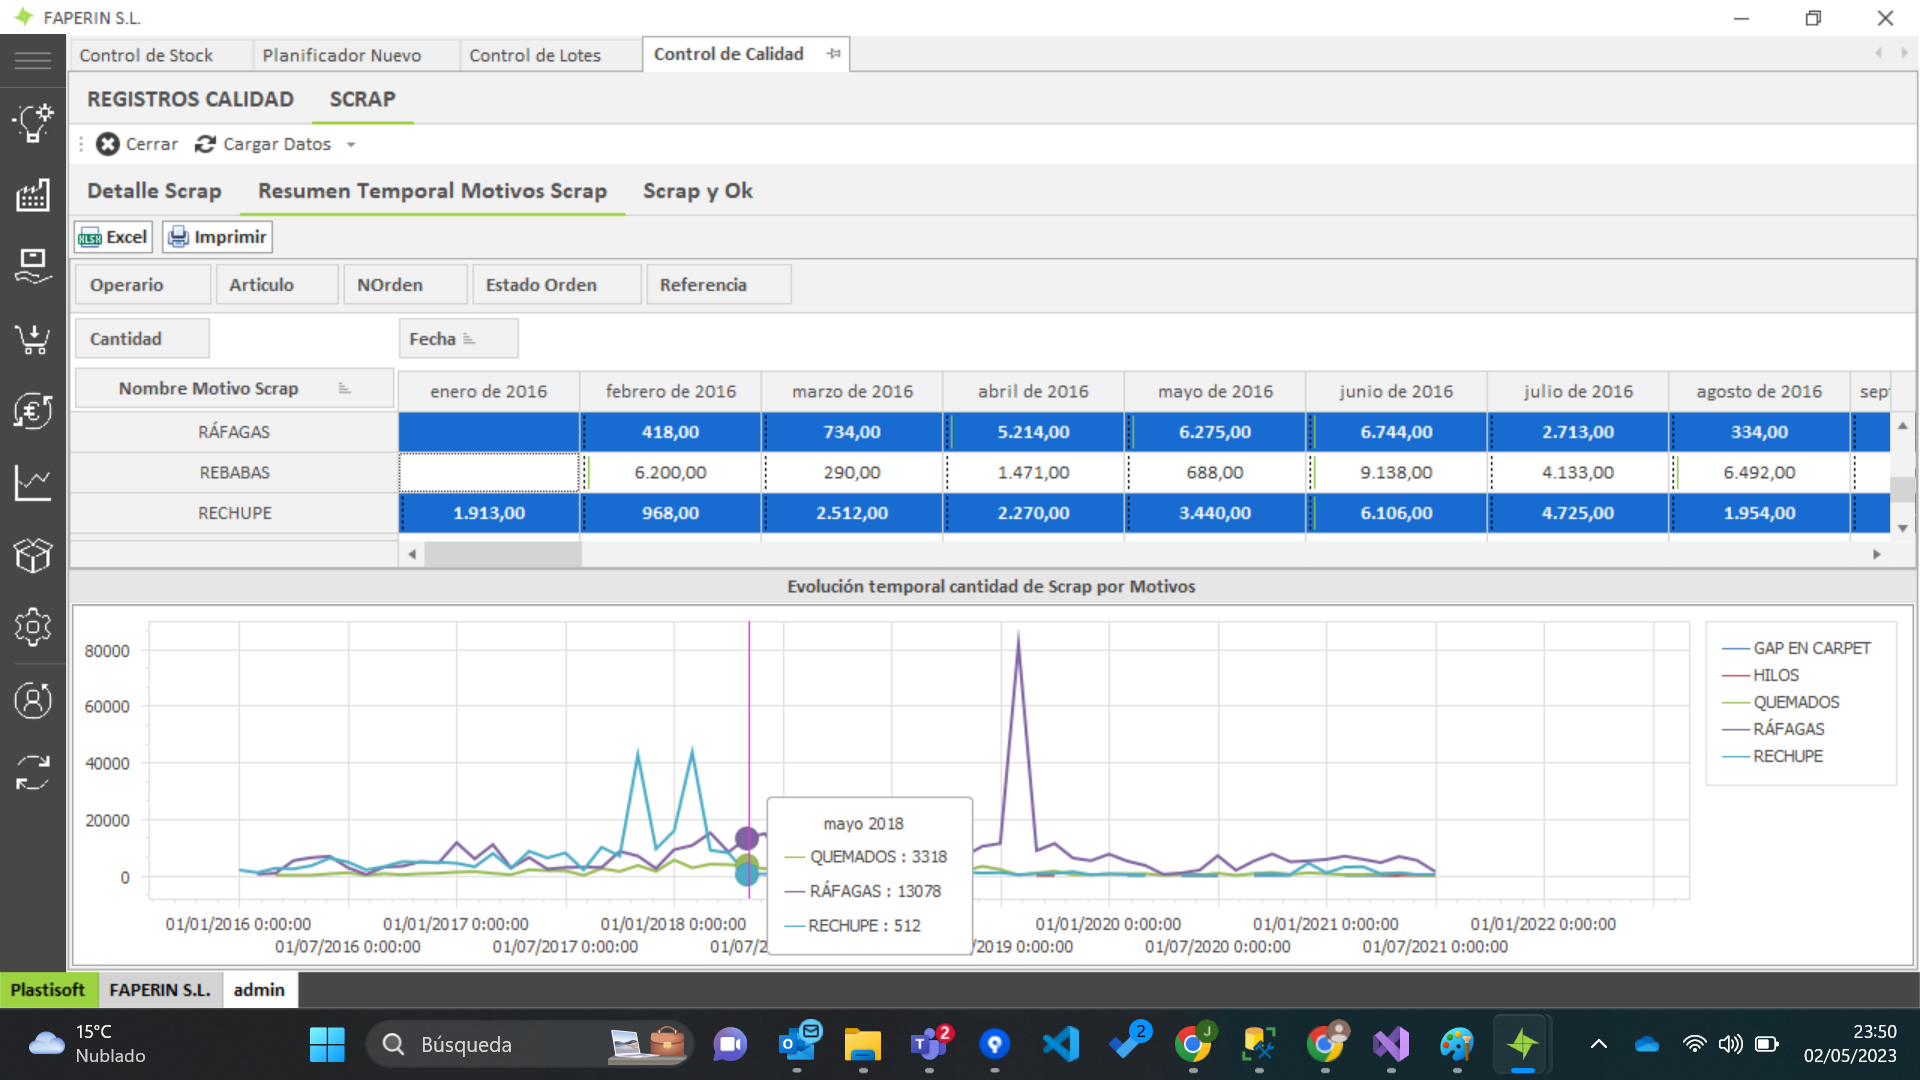 FAPERIN S.L.
Control de Stock Planificador Nuevo Control de Lotes Control de Calidad
REGISTROS CALIDAD SCRAP
Cerrar Cargar Datos
Detalle Scrap Resumen Temporal Motivos Scrap Scrap y Ok
XLSX Excel Imprimir
Operario Articulo NOrden Estado Orden Referencia
Cantidad Fecha
Nombre Motivo Scrap enero de 2016 febrero de 2016 marzo de 2016 abril de 2016 mayo de 2016 junio de 2016 julio de 2016 agosto de 2016 sep
RÁFAGAS 418,00 734,00 5.214,00 6.275,00 6.744,00 2.713,00 334,00
REBABAS 6.200,00 290,00 1.471,00 688,00 9.138,00 4.133,00 6.492,00
RECHUPE 1.913,00 968,00 2.512,00 2.270,00 3.440,00 6.106,00 4.725,00 1.954,00
Evolución temporal cantidad de Scrap por Motivos
80000
60000
40000
20000
0
GAP EN CARPET
HILOS
QUEMADOS
RÁFAGAS
RECHUPE
mayo 2018
QUEMADOS : 3318
RÁFAGAS : 13078
RECHUPE : 512
01/01/2016 0:00:00 01/01/2017 0:00:00 01/01/2018 0:00:00 01/01/2020 0:00:00 01/01/2021 0:00:00 01/01/2022 0:00:00
01/07/2016 0:00:00 01/07/2017 0:00:00 01/07/2 /2019 0:00:00 01/07/2020 0:00:00 01/07/2021 0:00:00
Plastisoft FAPERIN S.L. admin
15°C
Nublado
Búsqueda
2
2
J
23:50
02/05/2023